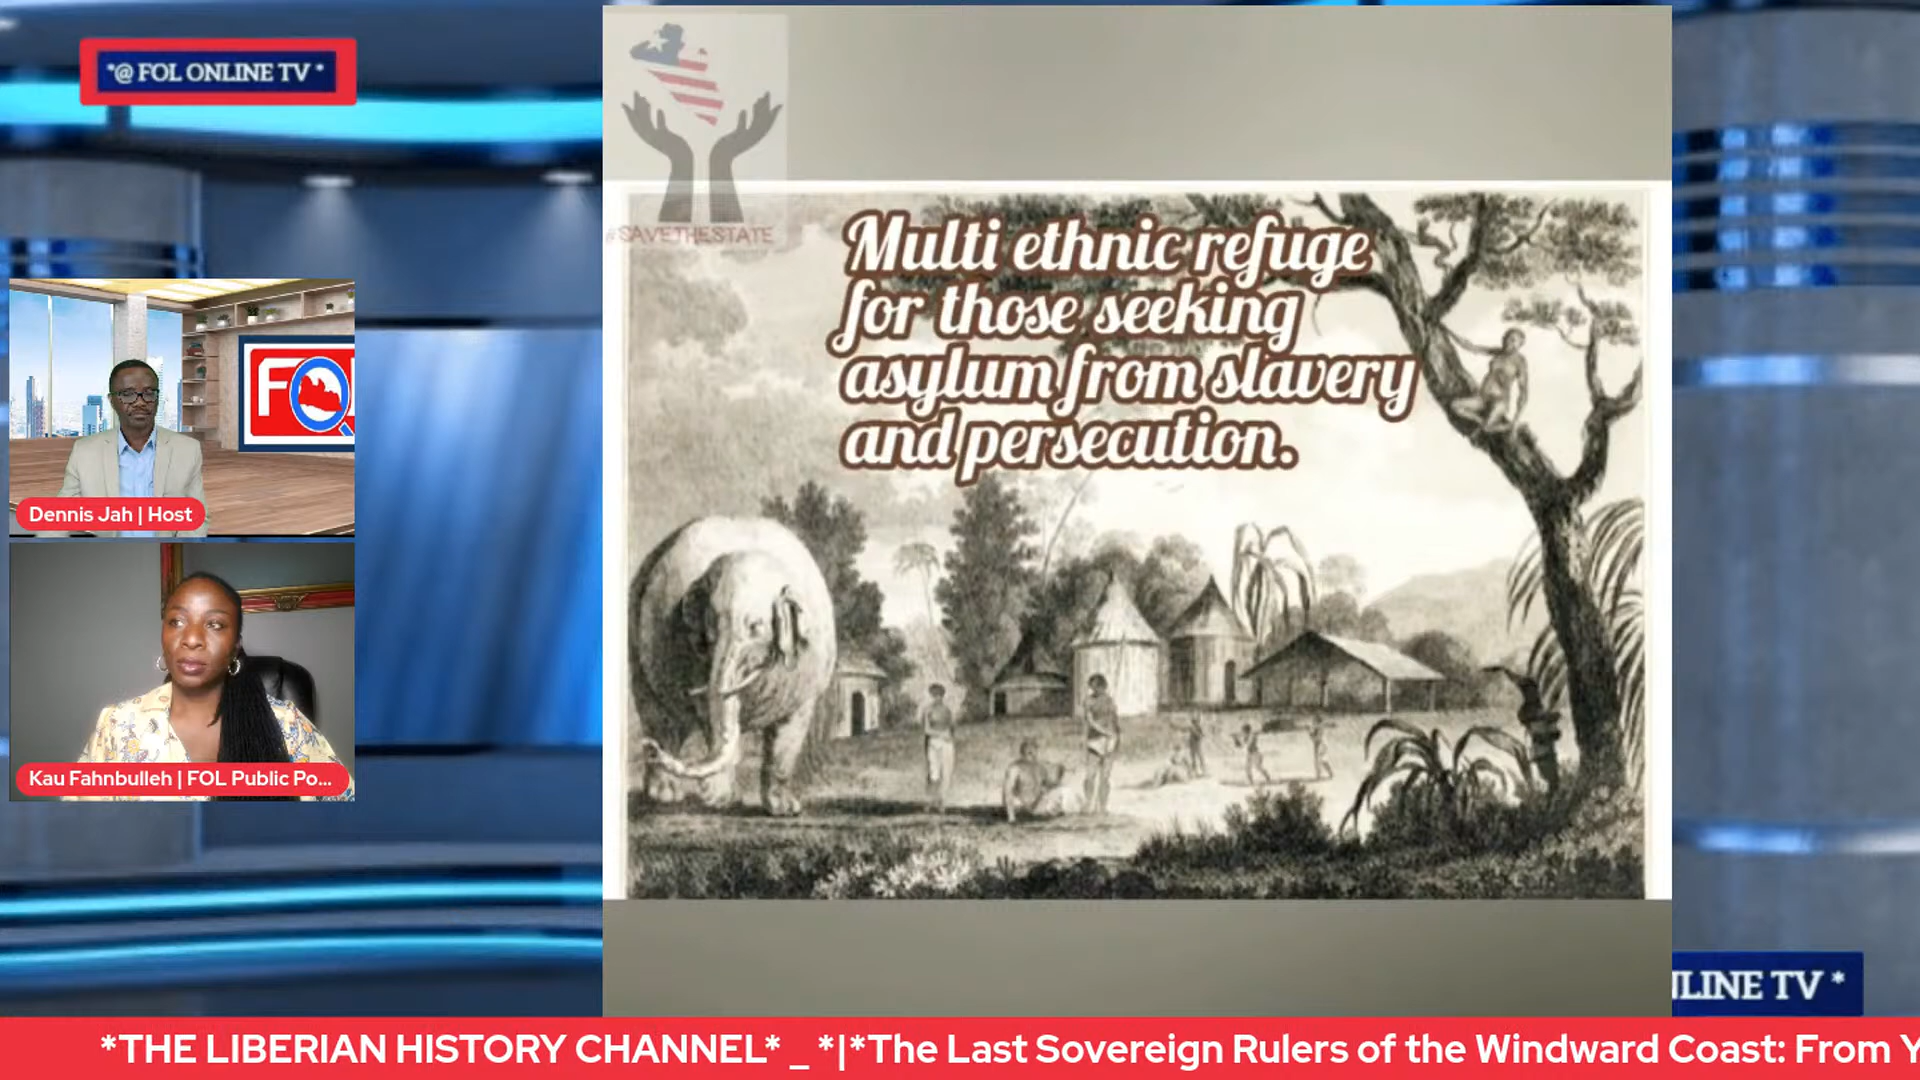 *@ FOL ONLINE TV *
#SAVETHESTATE
Multi ethnic refuge
for those seeking
asylum from slavery
and persecution.
Dennis Jah | Host
Kau Fahnbulleh | FOL Public Po...
LINE TV *
*THE LIBERIAN HISTORY CHANNEL* _ *|*The Last Sovereign Rulers of the Windward Coast: From